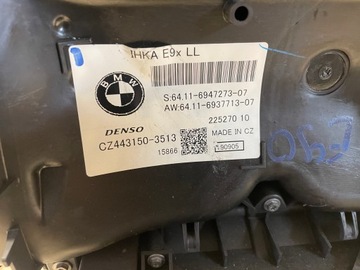 IHKA E9x LL
BMW
S:64.11-6947273-07
AW:64.11-6937713-07
225270 10
DENSO
CZ443150-3513
MADE IN CZ
15866
180905